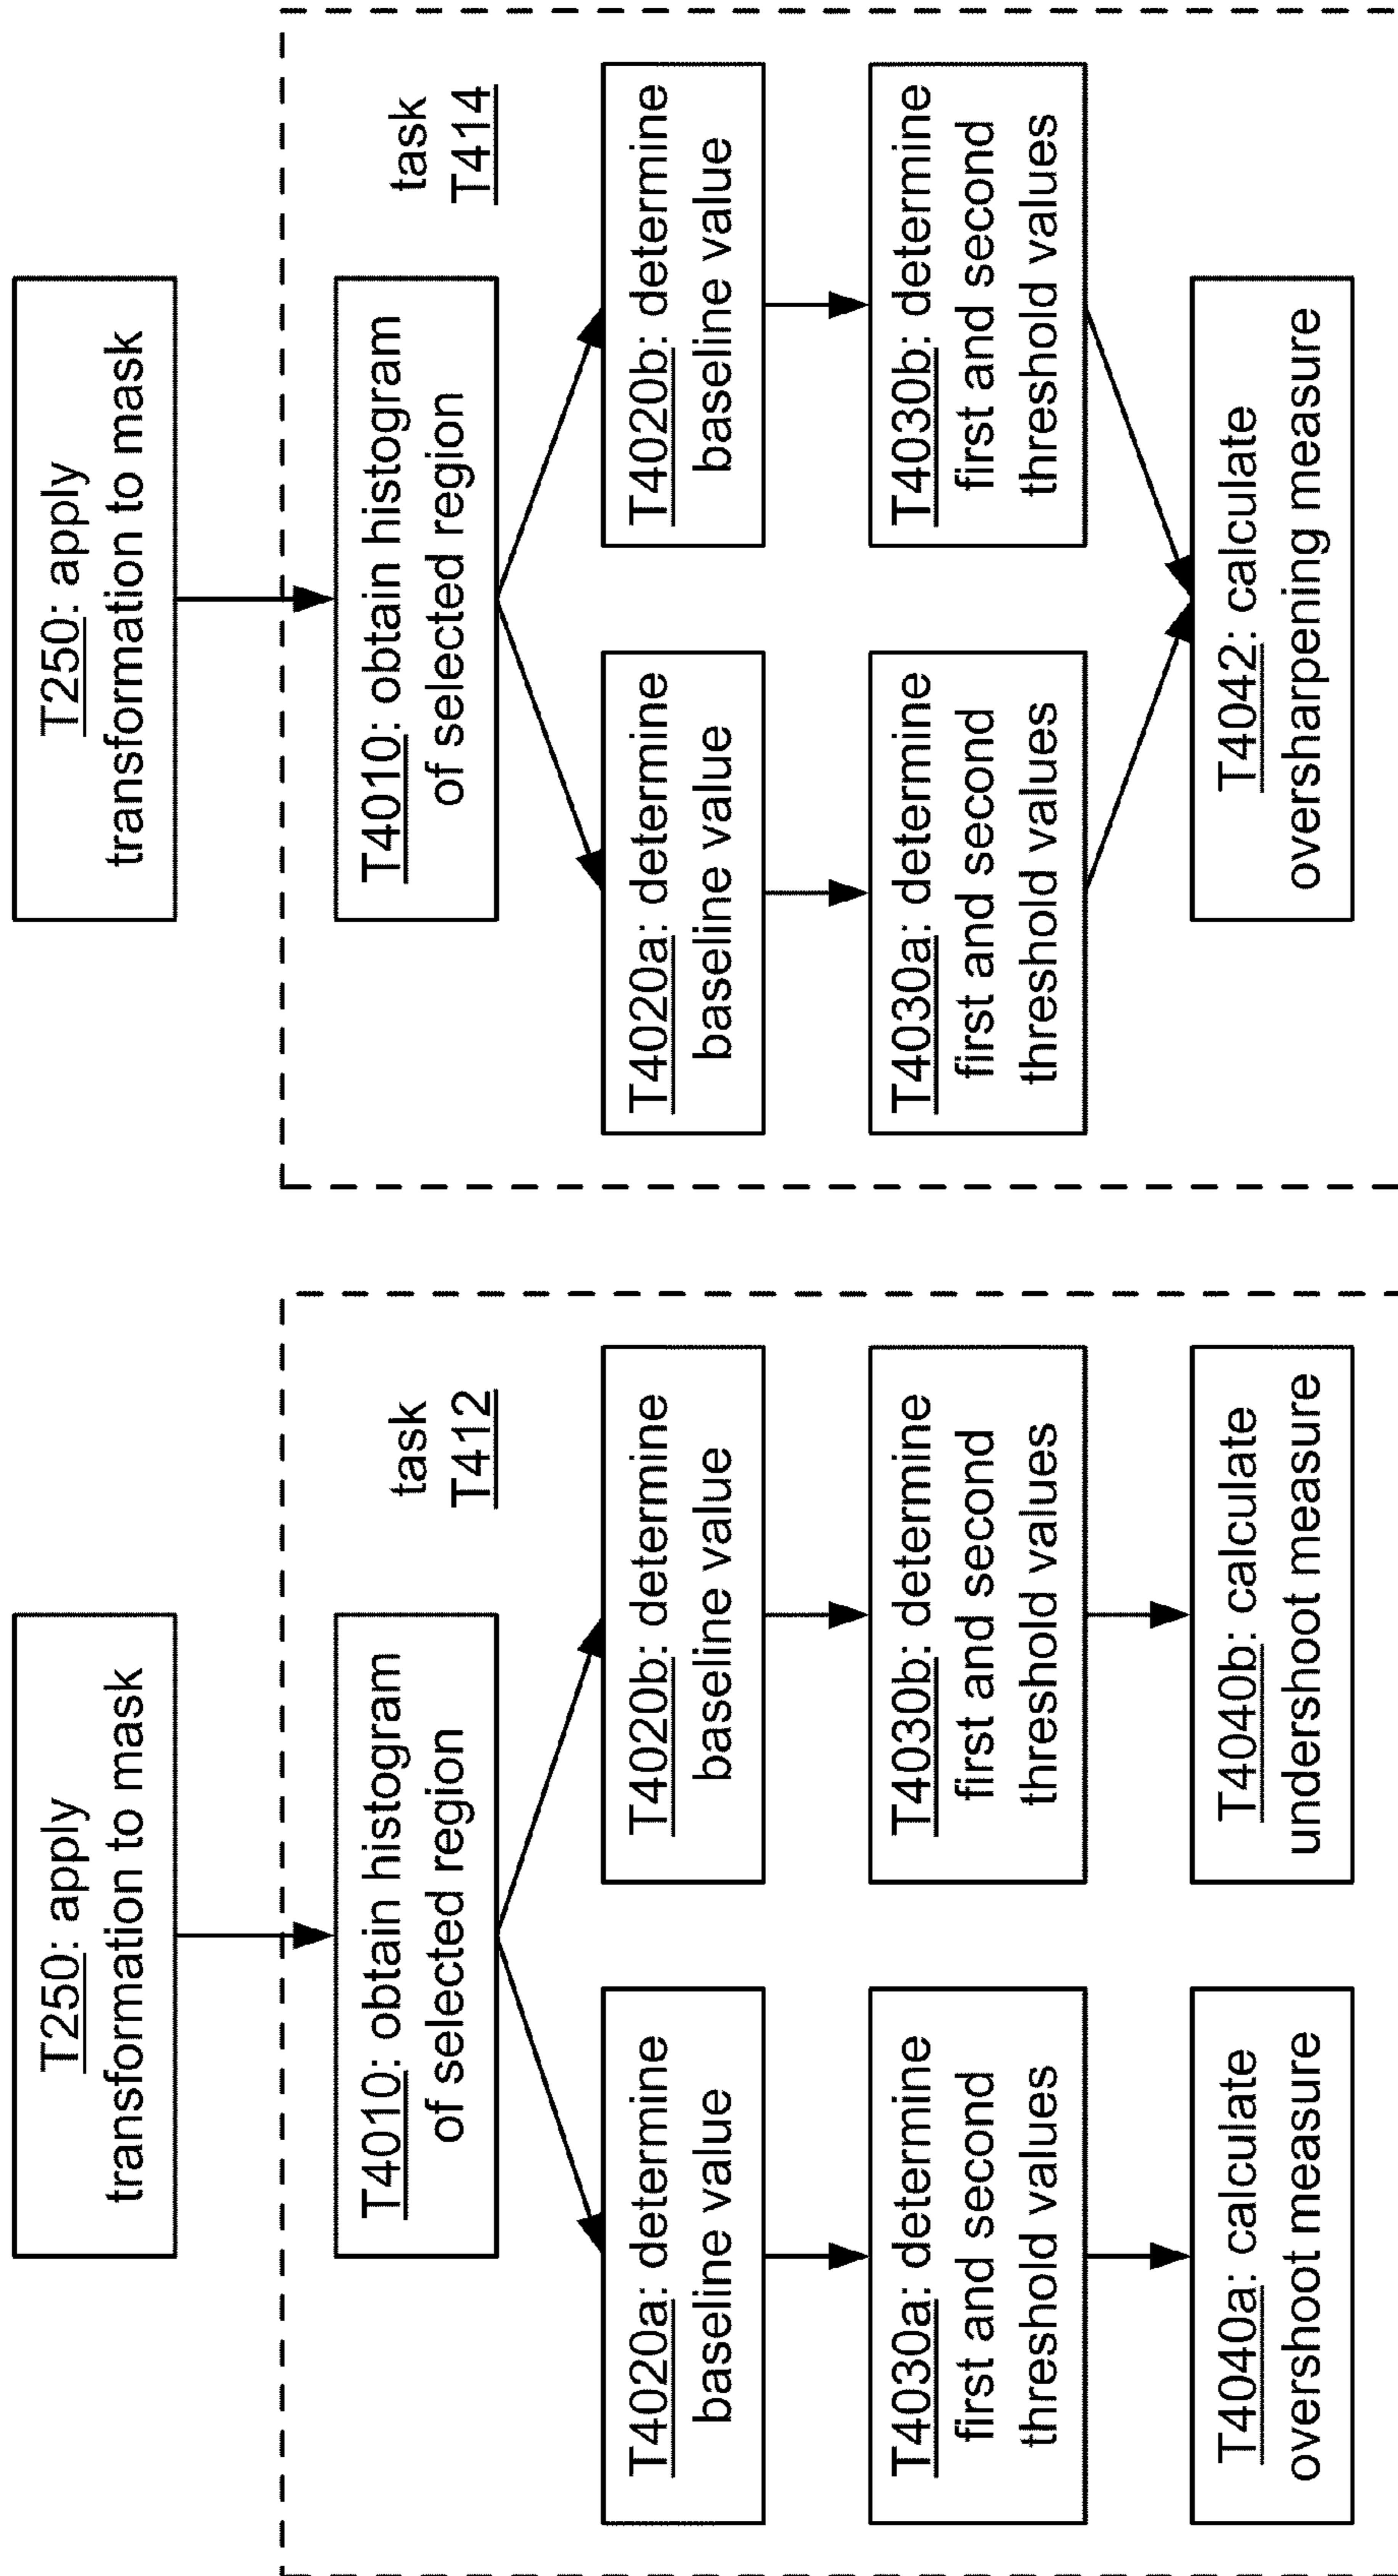 T250: apply
transformation to mask
task
T412
T4010: obtain histogram
of selected region
T4020a: determine
baseline value
T4020b: determine
baseline value
T4030a: determine
first and second
threshold values
T4030b: determine
first and second
threshold values
T4040a: calculate
overshoot measure
T4040b: calculate
undershoot measure
T250: apply
transformation to mask
task
T414
T4010: obtain histogram
of selected region
T4020a: determine
baseline value
T4020b: determine
baseline value
T4030a: determine
first and second
threshold values
T4030b: determine
first and second
threshold values
T4042: calculate
oversharpening measure